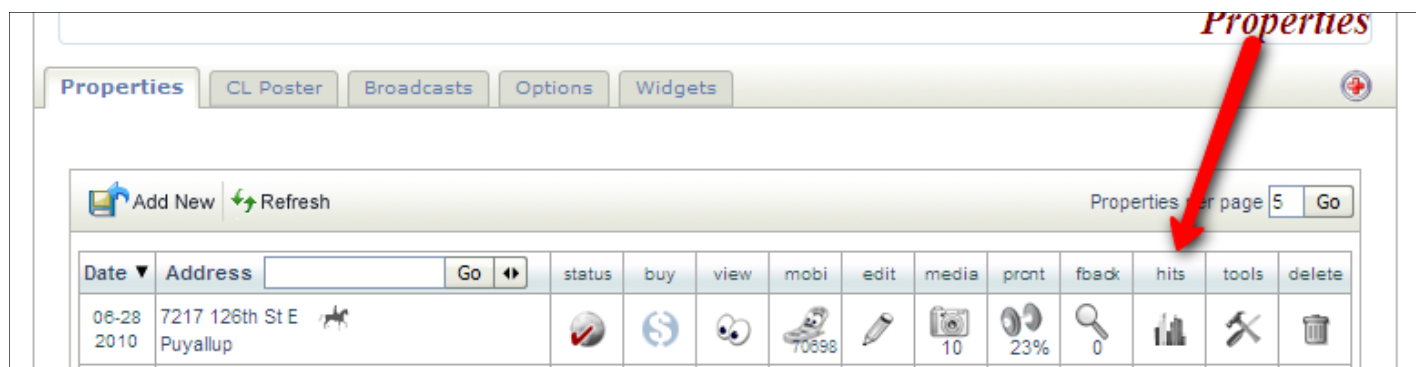 Properties
Properties CL Poster Broadcasts Options Widgets
Add New Refresh Properties per page 5 Go
Date ▼ Address Go status buy view mobi edit media prcnt fback hits tools delete
06-28 7217 126th St E
2010 Puyallup 70698 10 23% 0